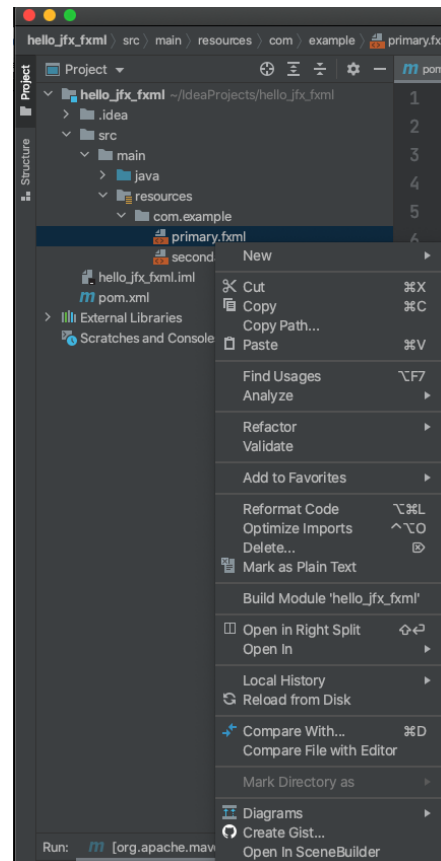 hello_jfx_fxml 〉 src 〉 main 〉 resources 〉 com 〉 example 〉 primary.fx
Project
m pom
Project
Structure
hello_jfx_fxml ~/IdeaProjects/hello_jfx_fxml
.idea
src
main
java
resources
com.example
primary.fxml
second
hello_jfx_fxml.iml
m pom.xml
External Libraries
Scratches and Console
1
2
3
4
5
6
New
Cut ⌘X
Copy ⌘C
Copy Path...
Paste ⌘V
Find Usages ⌥F7
Analyze
Refactor
Validate
Add to Favorites
Reformat Code ⌥⌘L
Optimize Imports ^⌥O
Delete... ⌦
Mark as Plain Text
Build Module 'hello_jfx_fxml'
Open in Right Split ⇧⏎
Open In
Local History
Reload from Disk
Compare With... ⌘D
Compare File with Editor
Mark Directory as
Diagrams
Create Gist...
Open In SceneBuilder
Run: m [org.apache.mav